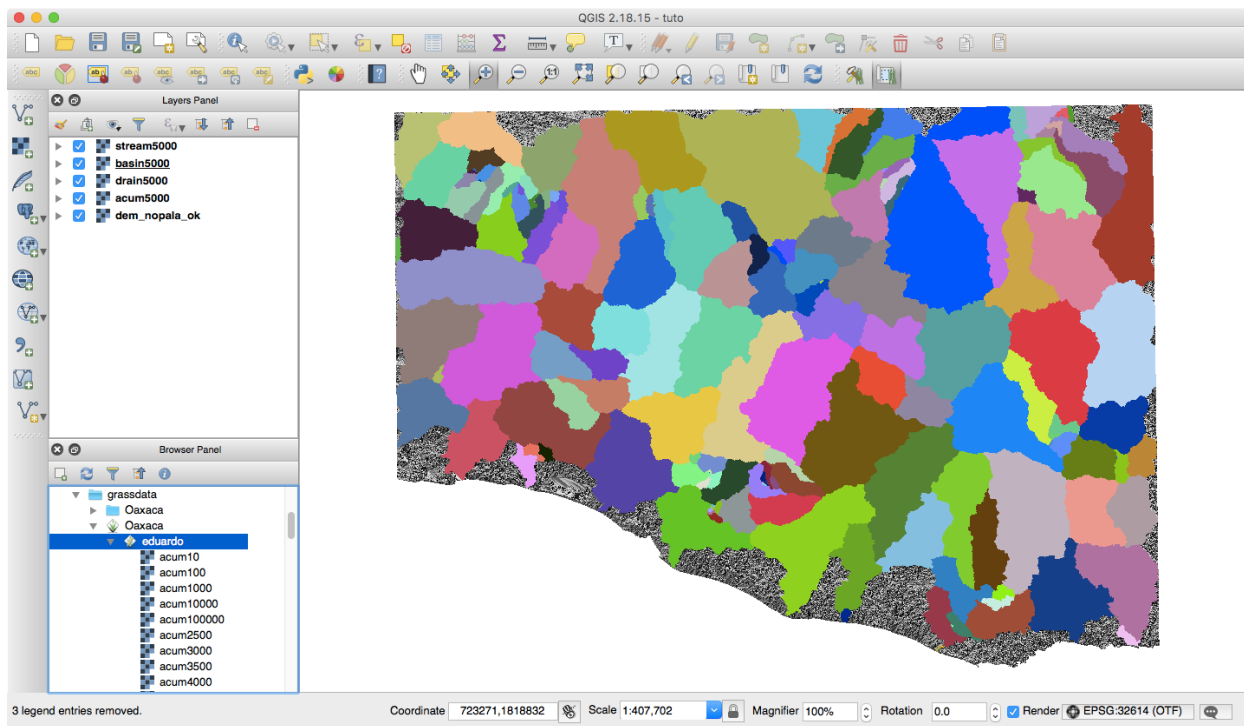 QGIS 2.18.15 - tuto
Layers Panel
stream5000
basin5000
drain5000
acum5000
dem_nopala_ok
Browser Panel
grassdata
Oaxaca
Oaxaca
eduardo
acum10
acum100
acum1000
acum10000
acum100000
acum2500
acum3000
acum3500
acum4000
3 legend entries removed.
Coordinate 723271,1818832 Scale 1:407,702 Magnifier 100% Rotation 0.0 Render EPSG:32614 (OTF)